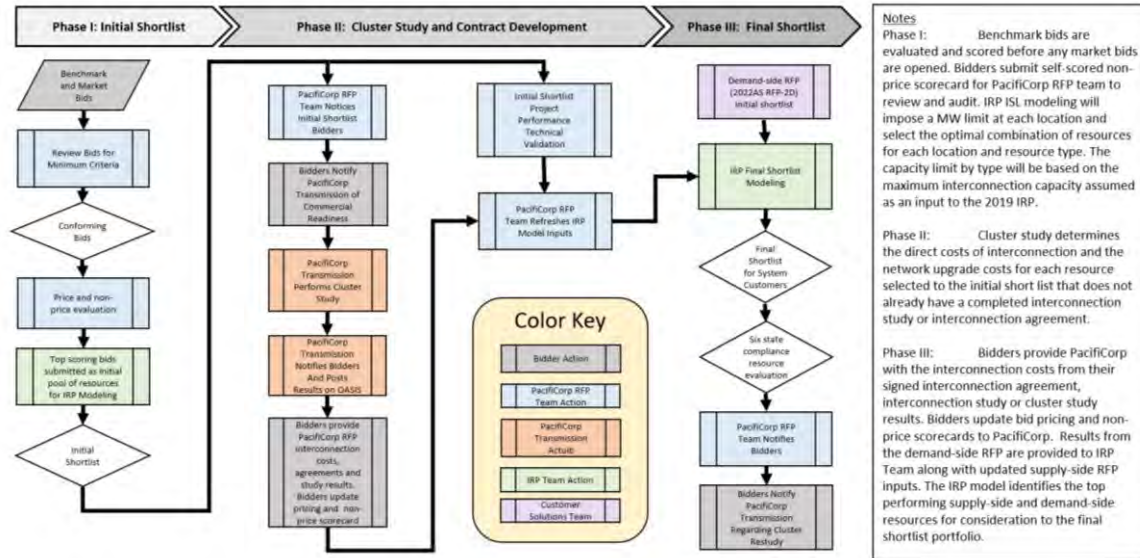 Phase I: Initial Shortlist
Phase II: Cluster Study and Contract Development
Phase III: Final Shortlist
Benchmark
and Market
Bids
Review Bids for
Minimum Criteria
Conforming
Bids
Price and non-
price evaluation
Top scoring bids
submitted as initial
pool of resources
for IRP Modeling
Initial
Shortlist
PacifiCorp RFP
Team Notices
Initial Shortlist
Bidders
Bidders Notify
PacifiCorp
Transmission of
Commercial
Readiness
PacifiCorp
Transmission
Performs Cluster
Study
PacifiCorp
Transmission
Notifies Bidders
And Posts
Results on OASIS
Bidders provide
PacifiCorp RFP
interconnection
costs,
agreements and
study results.
Bidders update
pricing and non-
price scorecard
Initial Shortlist
Project
Performance
Technical
Validation
PacifiCorp RFP
Team Refreshes IRP
Model Inputs
Color Key
Bidder Action
PacifiCorp RFP
Team Action
PacifiCorp
Transmission
IRP Team Action
Customer
Solutions Team
Demand-side RFP
(2022AS RFP-2D)
initial shortlist
IRP Final Shortlist
Modeling
Final
Shortlist
for System
Customers
Six state
compliance
resource
evaluation
PacifiCorp RFP
Team Notifies
Bidders
Bidders Notify
PacifiCorp
Transmission
Regarding Cluster
Restudy
Notes
Phase I: Benchmark bids are
evaluated and scored before any market bids
are opened. Bidders submit self-scored non-
price scorecard for PacifiCorp RFP team to
review and audit. IRP ISL modeling will
impose a MW limit at each location and
select the optimal combination of resources
for each location and resource type. The
capacity limit by type will be based on the
maximum interconnection capacity assumed
as an input to the 2019 IRP.
Phase II: Cluster study determines
the direct costs of interconnection and the
network upgrade costs for each resource
selected to the initial short list that does not
already have a completed interconnection
study or interconnection agreement.
Phase III: Bidders provide PacifiCorp
with the interconnection costs from their
signed interconnection agreement,
interconnection study or cluster study
results. Bidders update bid pricing and non-
price scorecards to PacifiCorp. Results from
the demand-side RFP are provided to IRP
Team along with updated supply-side RFP
inputs. The IRP model identifies the top
performing supply-side and demand-side
resources for consideration to the final
shortlist portfolio.